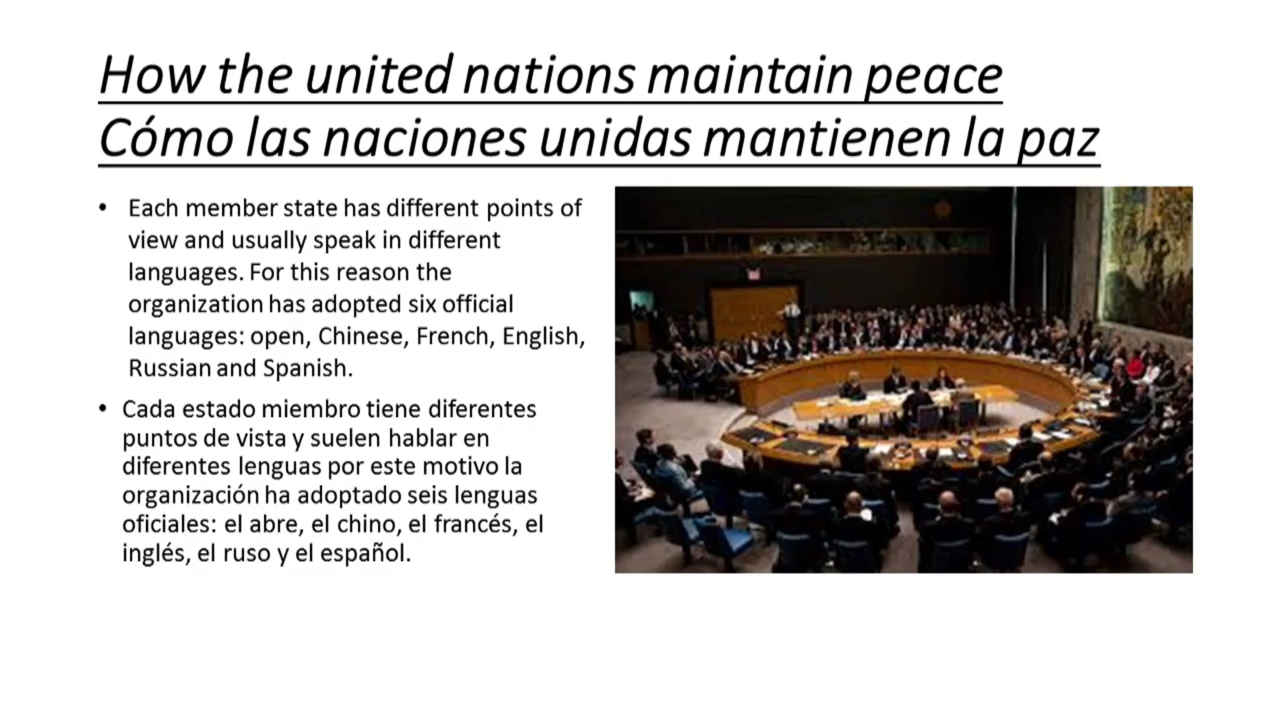 How the united nations maintain peace
Cómo las naciones unidas mantienen la paz
• Each member state has different points of
view and usually speak in different
languages. For this reason the
organization has adopted six official
languages: open, Chinese, French, English,
Russian and Spanish.
• Cada estado miembro tiene diferentes
puntos de vista y suelen hablar en
diferentes lenguas por este motivo la
organización ha adoptado seis lenguas
oficiales: el abre, el chino, el francés, el
inglés, el ruso y el español.